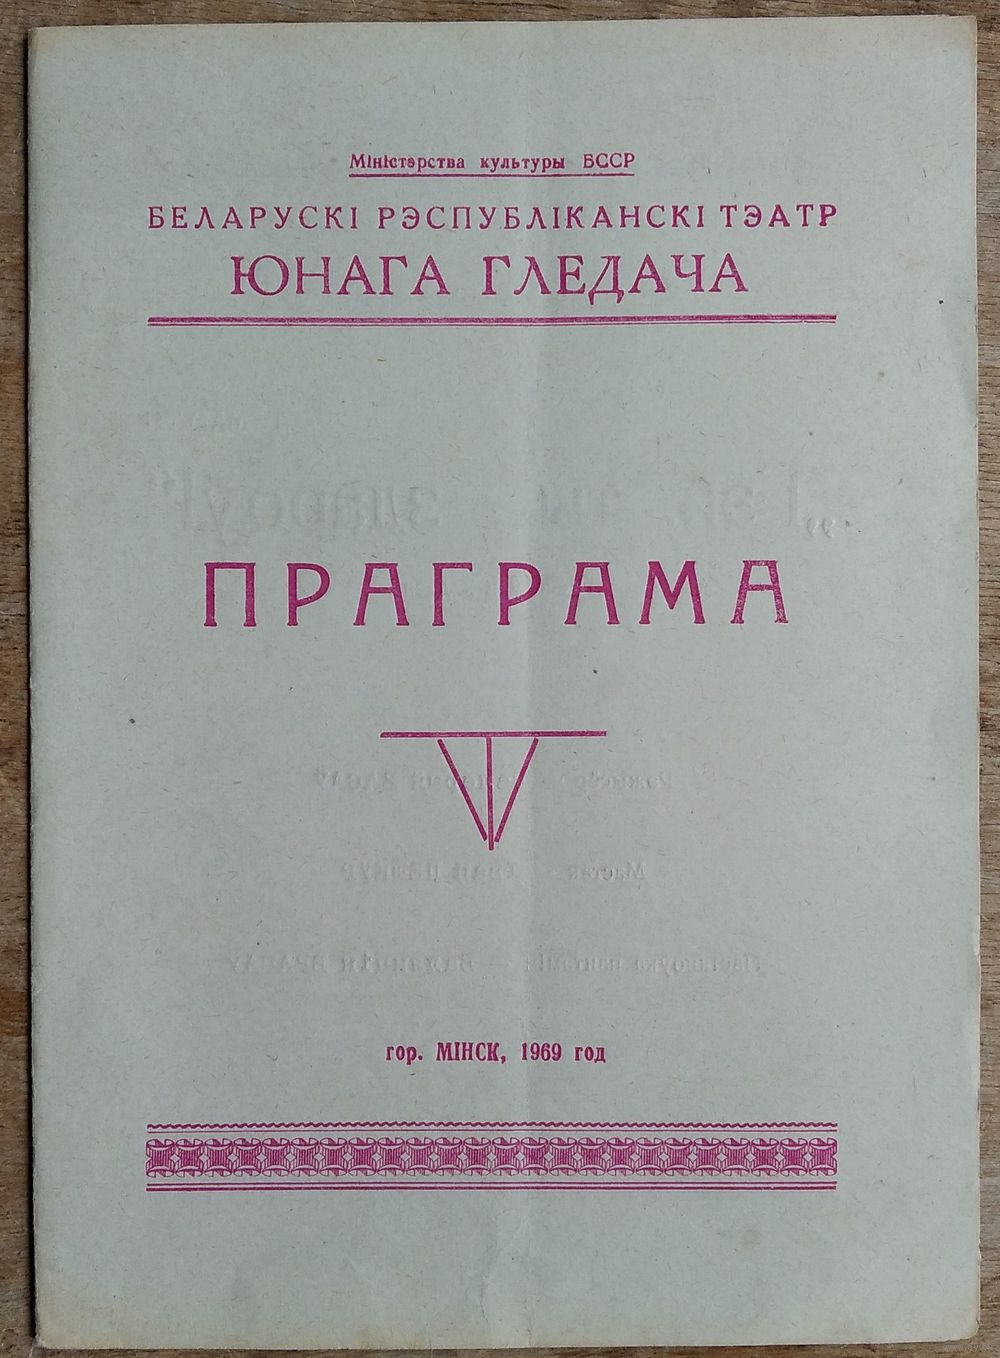 Міністэрства культуры БССР
БЕЛАРУСКІ РЭСПУБЛІКАНСКІ ТЭАТР
ЮНАГА ГЛЕДАЧА
ПРАГРАМА
гор. МІНСК, 1969 год